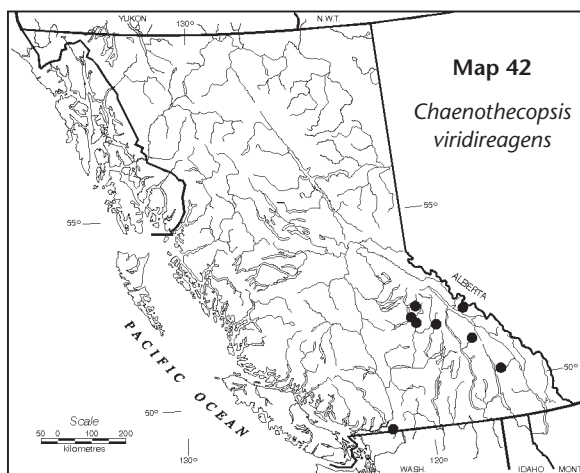 YUKON
130°
N.W.T.
Map 42
Chaenothecopsis
viridireagens
55°
55°
ALBERTA
PACIFIC OCEAN
50°
Scale
50 0 100 200
kilometres
50°
130°
120°
WASH.
IDAHO
MONT